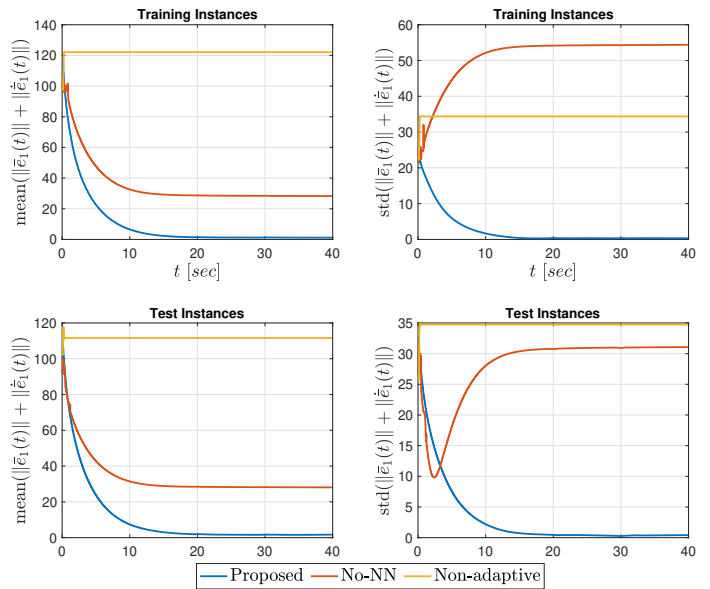 Training Instances
140
120
100
80
60
40
20
0
0 10 20 30 40
mean(‖ē₁(t)‖ + ‖ē̇₁(t)‖)
t [sec]
Training Instances
60
50
40
30
20
10
0
0 10 20 30 40
std(‖ē₁(t)‖ + ‖ē̇₁(t)‖)
t [sec]
Test Instances
120
100
80
60
40
20
0
0 10 20 30 40
mean(‖ē₁(t)‖ + ‖ē̇₁(t)‖)
Test Instances
35
30
25
20
15
10
5
0
0 10 20 30 40
std(‖ē₁(t)‖ + ‖ē̇₁(t)‖)
Proposed No-NN Non-adaptive